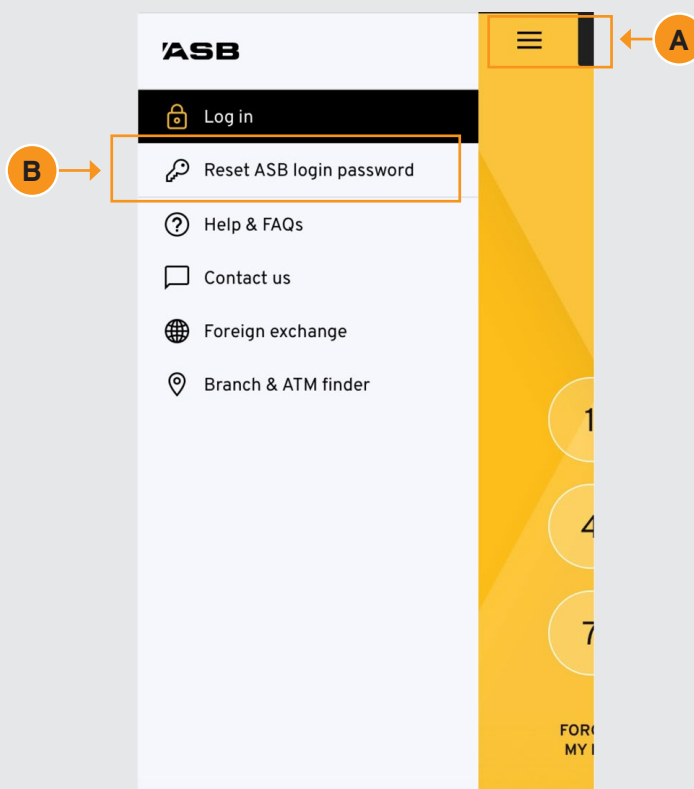 ASB
A
Log in
B
Reset ASB login password
Help & FAQs
Contact us
Foreign exchange
Branch & ATM finder
1
4
7
MY